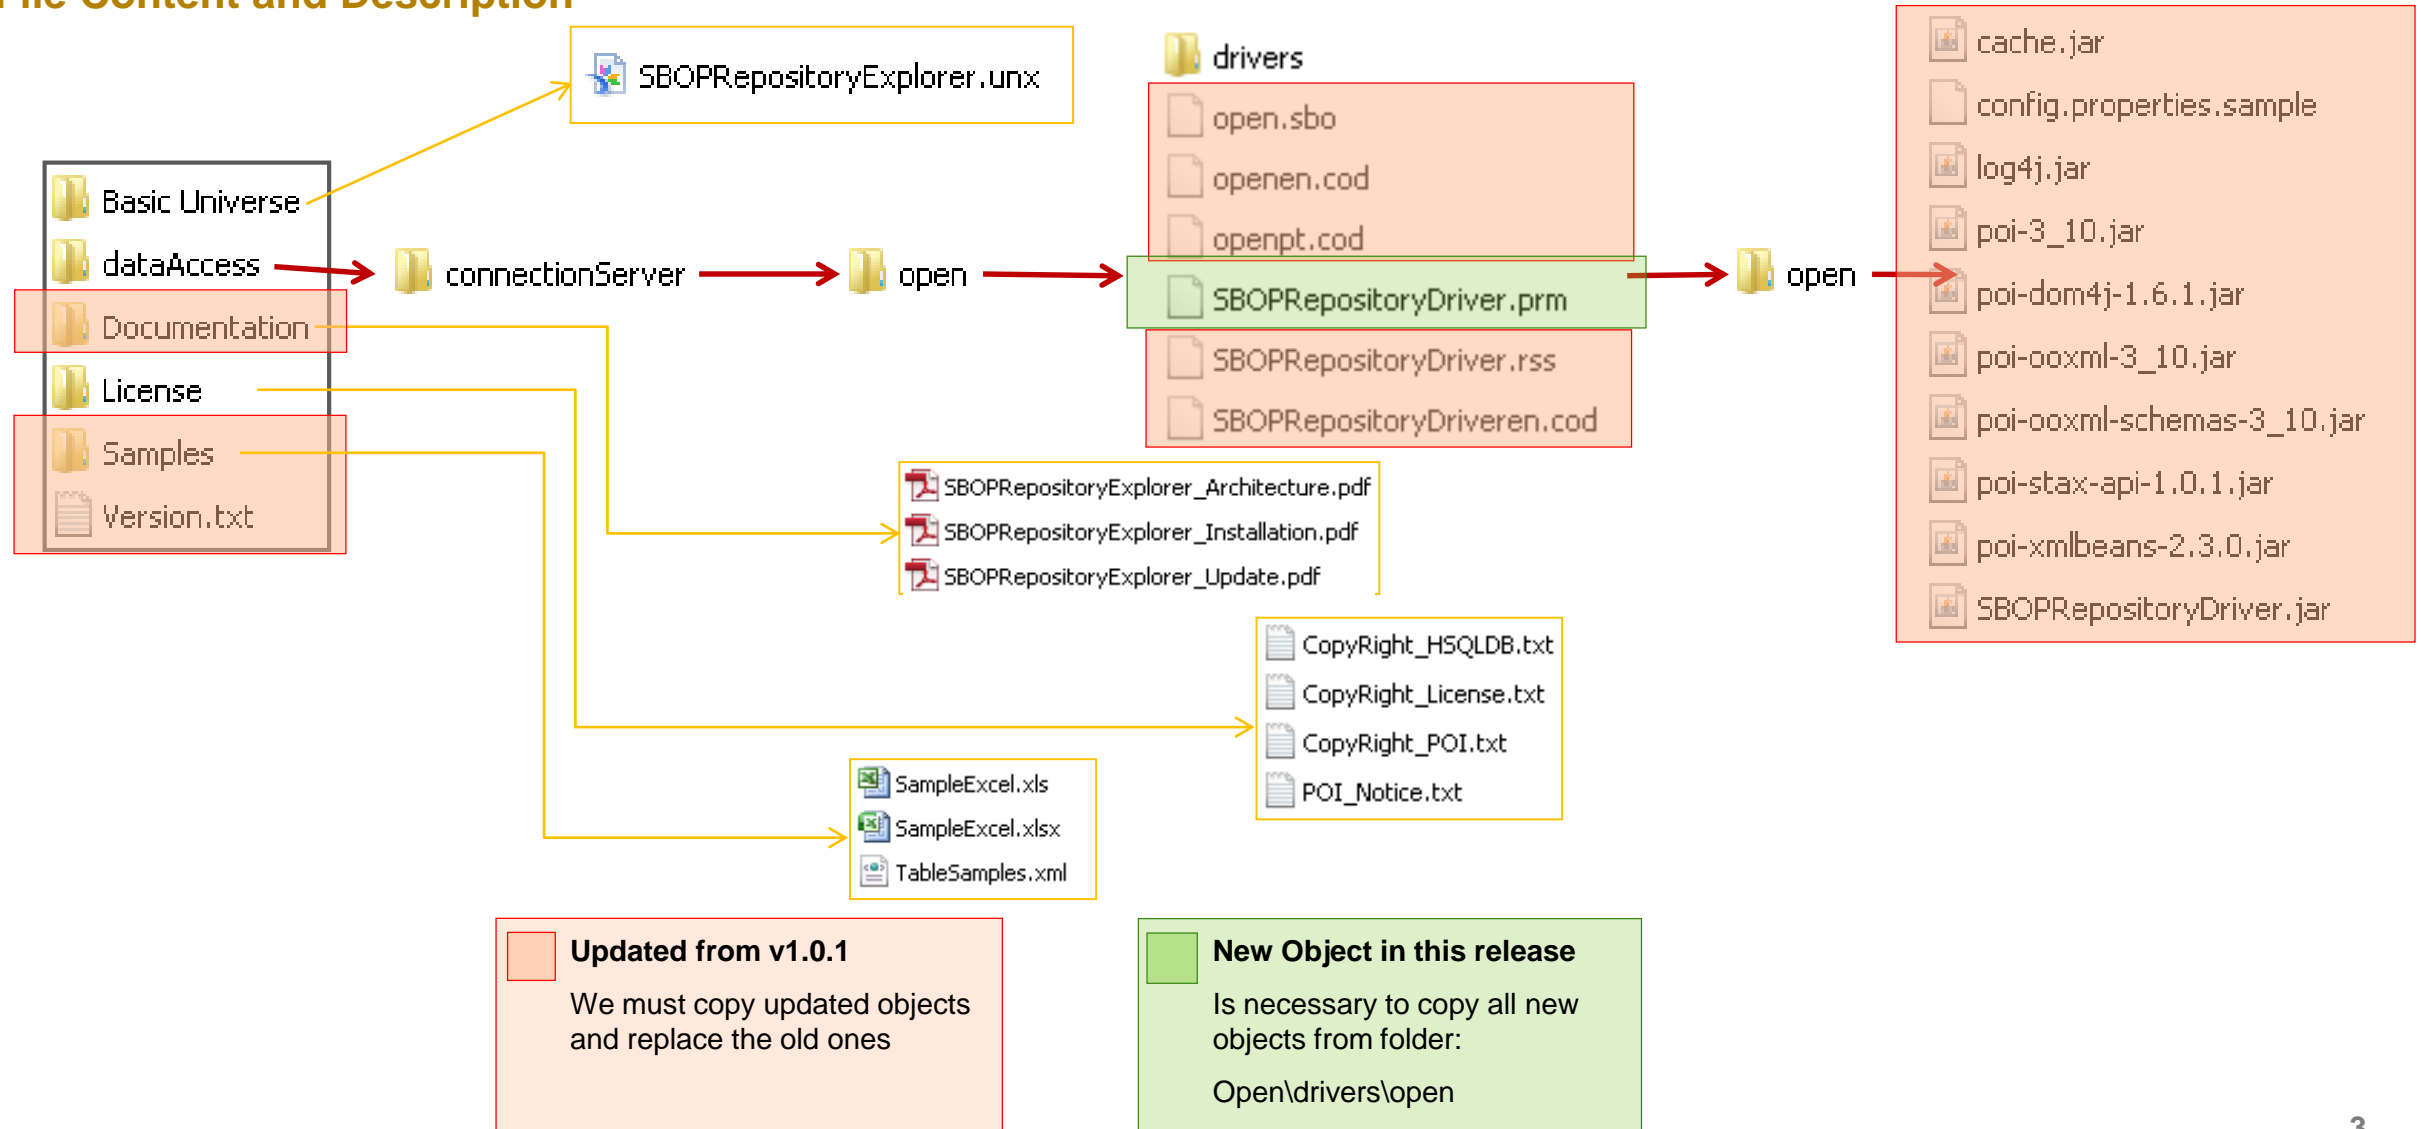 File Content and Description
SBOPRepositoryExplorer.unx
Basic Universe
dataAccess
Documentation
License
Samples
Version.txt
connectionServer
open
drivers
open.sbo
openen.cod
openpt.cod
SBOPRepositoryDriver.prm
SBOPRepositoryDriver.rss
SBOPRepositoryDriveren.cod
open
cache.jar
config.properties.sample
log4j.jar
poi-3_10.jar
poi-dom4j-1.6.1.jar
poi-ooxml-3_10.jar
poi-ooxml-schemas-3_10.jar
poi-stax-api-1.0.1.jar
poi-xmlbeans-2.3.0.jar
SBOPRepositoryDriver.jar
SBOPRepositoryExplorer_Architecture.pdf
SBOPRepositoryExplorer_Installation.pdf
SBOPRepositoryExplorer_Update.pdf
CopyRight_HSQLDB.txt
CopyRight_License.txt
CopyRight_POI.txt
POI_Notice.txt
SampleExcel.xls
SampleExcel.xlsx
TableSamples.xml
Updated from v1.0.1
We must copy updated objects
and replace the old ones
New Object in this release
Is necessary to copy all new
objects from folder:
Open\drivers\open
3